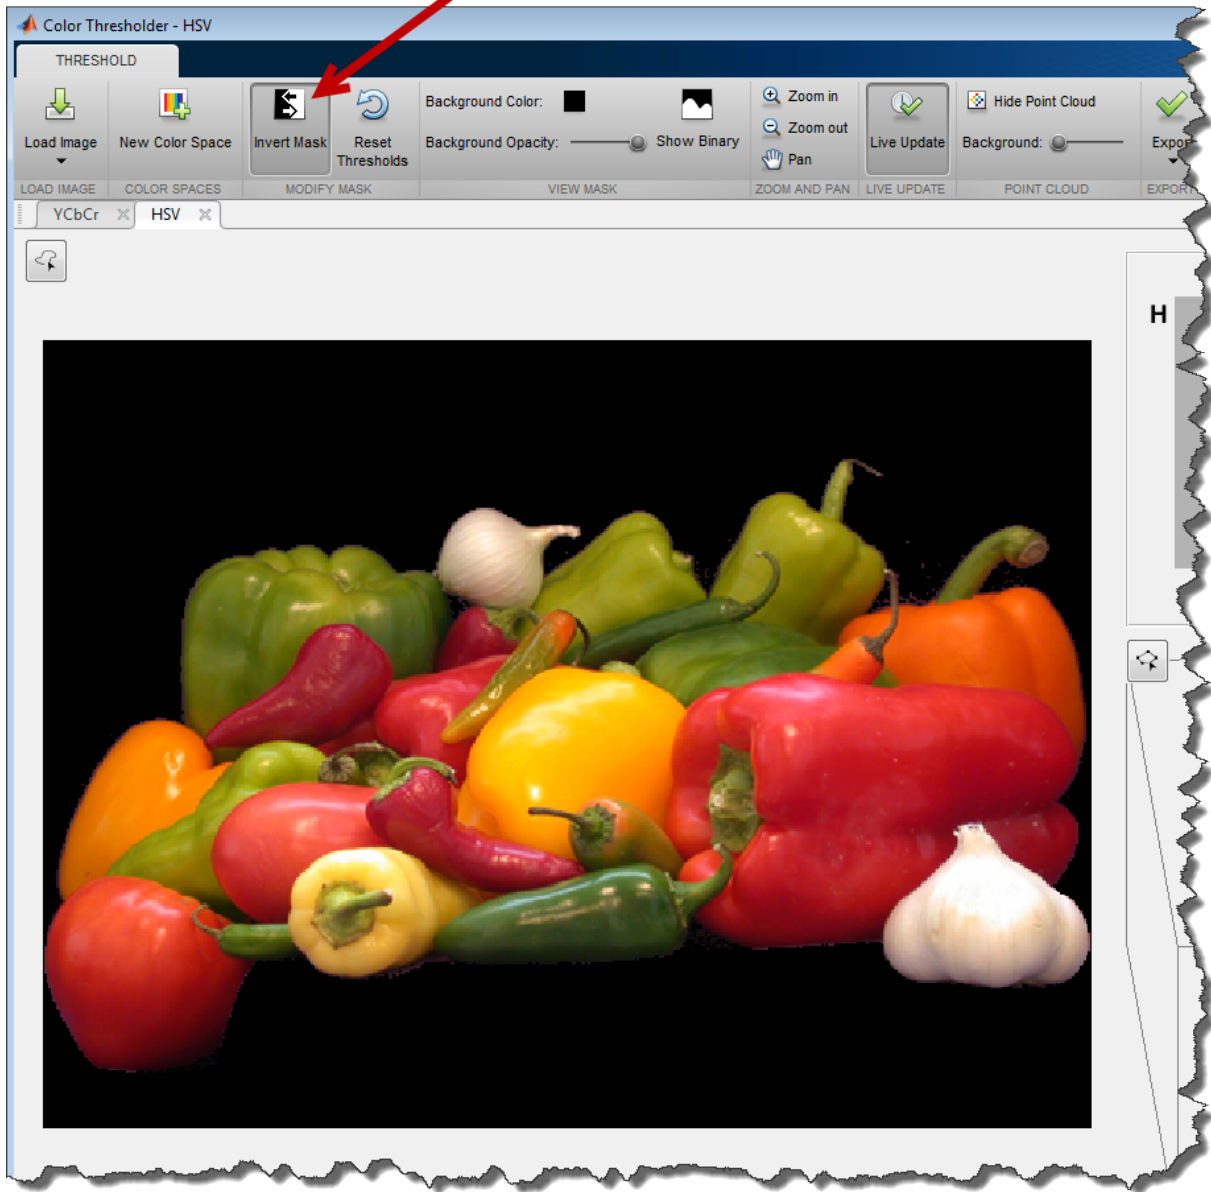 Color Thresholder - HSV
THRESHOLD
Load Image
New Color Space
Invert Mask
Reset
Thresholds
Background Color:
Background Opacity:
Show Binary
Zoom in
Zoom out
Pan
Live Update
Hide Point Cloud
Background:
Export
LOAD IMAGE
COLOR SPACES
MODIFY MASK
VIEW MASK
ZOOM AND PAN
LIVE UPDATE
POINT CLOUD
EXPORT
YCbCr
HSV
H